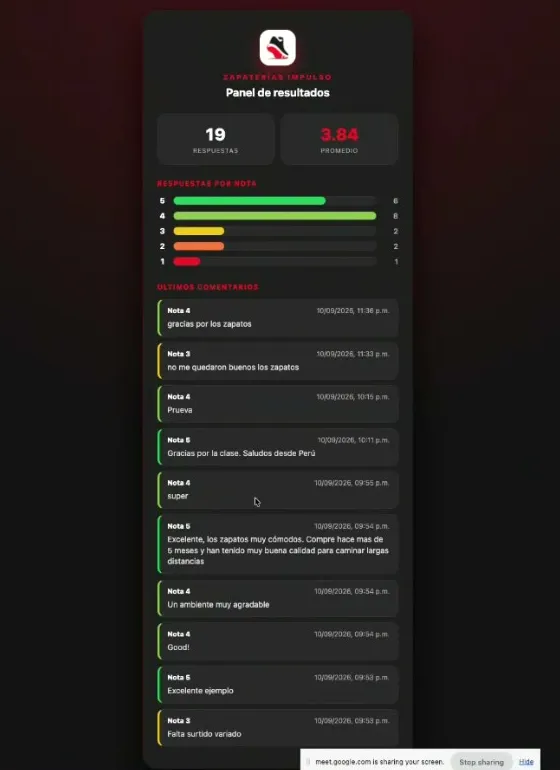 ZAPATERÍAS IMPULSO
Panel de resultados
19
RESPUESTAS
3.84
PROMEDIO
RESPUESTAS POR NOTA
5 6
4 8
3 2
2 2
1 1
ÚLTIMOS COMENTARIOS
Nota 4 10/09/2026, 11:36 p.m.
gracias por los zapatos
Nota 3 10/09/2026, 11:33 p.m.
no me quedaron buenos los zapatos
Nota 4 10/09/2026, 10:15 p.m.
Prueva
Nota 5 10/09/2026, 10:11 p.m.
Gracias por la clase. Saludos desde Perú
Nota 4 10/09/2026, 09:55 p.m.
super
Nota 5 10/09/2026, 09:54 p.m.
Excelente, los zapatos muy cómodos. Compre hace mas de
5 meses y han tenido muy buena calidad para caminar largas
distancias
Nota 4 10/09/2026, 09:54 p.m.
Un ambiente muy agradable
Nota 4 10/09/2026, 09:54 p.m.
Good!
Nota 5 10/09/2026, 09:53 p.m.
Excelente ejemplo
Nota 3 10/09/2026, 09:53 p.m.
Falta surtido variado
meet.google.com is sharing your screen.
Stop sharing
Hide